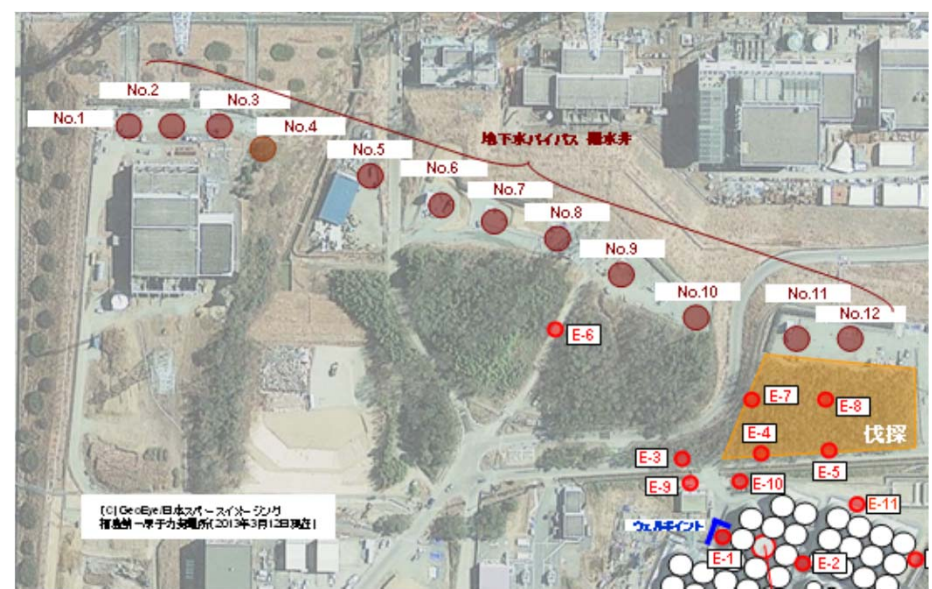 No.2
No.3
No.1
No.4
地下水バイパス 揚水井
No.5
No.6
No.7
No.8
No.9
No.10
No.11
No.12
E-6
E-7
E-8
伐採
E-4
E-3
E-5
E-9
E-10
E-11
(C)GeoEye/日本スペースイメージング
福島第一原子力発電所(2013年3月12日現在)
ウェルポイント
E-1
E-2